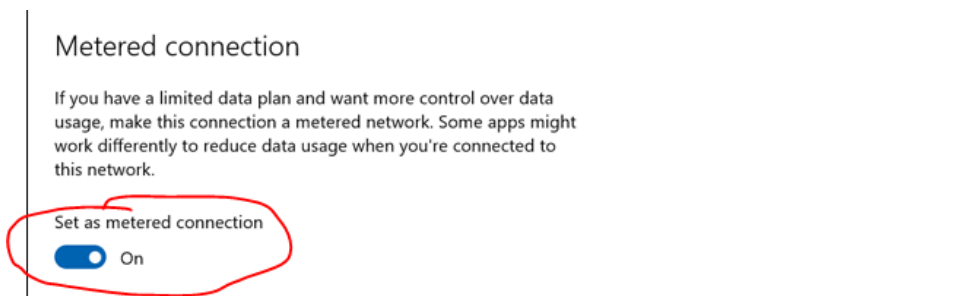 Metered connection
If you have a limited data plan and want more control over data
usage, make this connection a metered network. Some apps might
work differently to reduce data usage when you're connected to
this network.
Set as metered connection
On